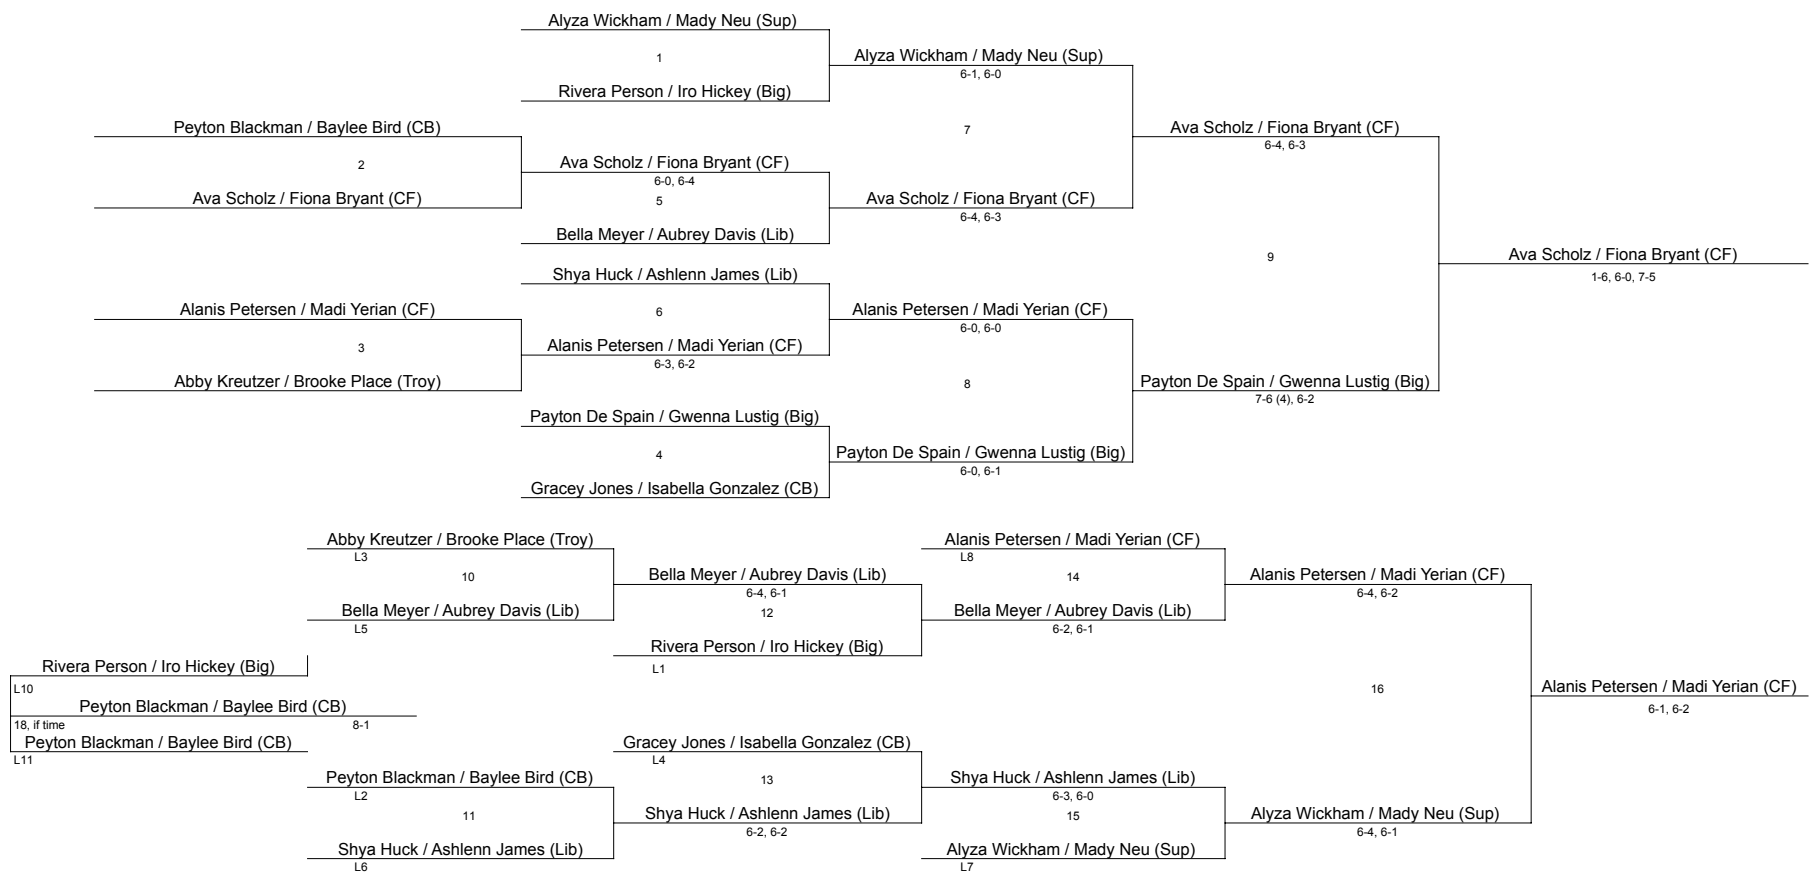 Alyza Wickham / Mady Neu (Sup)
1
Alyza Wickham / Mady Neu (Sup)
6-1, 6-0
Rivera Person / Iro Hickey (Big)
Peyton Blackman / Baylee Bird (CB)
7
Ava Scholz / Fiona Bryant (CF)
6-4, 6-3
2
Ava Scholz / Fiona Bryant (CF)
6-0, 6-4
Ava Scholz / Fiona Bryant (CF)
5
Ava Scholz / Fiona Bryant (CF)
6-4, 6-3
Bella Meyer / Aubrey Davis (Lib)
9
Ava Scholz / Fiona Bryant (CF)
1-6, 6-0, 7-5
Shya Huck / Ashlenn James (Lib)
Alanis Petersen / Madi Yerian (CF)
6
Alanis Petersen / Madi Yerian (CF)
6-0, 6-0
3
Alanis Petersen / Madi Yerian (CF)
6-3, 6-2
Abby Kreutzer / Brooke Place (Troy)
8
Payton De Spain / Gwenna Lustig (Big)
7-6 (4), 6-2
Payton De Spain / Gwenna Lustig (Big)
4
Payton De Spain / Gwenna Lustig (Big)
6-0, 6-1
Gracey Jones / Isabella Gonzalez (CB)
Abby Kreutzer / Brooke Place (Troy)
L3
Alanis Petersen / Madi Yerian (CF)
L8
10
Bella Meyer / Aubrey Davis (Lib)
6-4, 6-1
14
Alanis Petersen / Madi Yerian (CF)
6-4, 6-2
Bella Meyer / Aubrey Davis (Lib)
L5
12
Bella Meyer / Aubrey Davis (Lib)
6-2, 6-1
Rivera Person / Iro Hickey (Big)
L1
Rivera Person / Iro Hickey (Big)
L10
16
Alanis Petersen / Madi Yerian (CF)
6-1, 6-2
Peyton Blackman / Baylee Bird (CB)
18, if time
8-1
Peyton Blackman / Baylee Bird (CB)
L11
Gracey Jones / Isabella Gonzalez (CB)
L4
Peyton Blackman / Baylee Bird (CB)
L2
13
Shya Huck / Ashlenn James (Lib)
6-3, 6-0
11
Shya Huck / Ashlenn James (Lib)
6-2, 6-2
15
Alyza Wickham / Mady Neu (Sup)
6-4, 6-1
Shya Huck / Ashlenn James (Lib)
L6
Alyza Wickham / Mady Neu (Sup)
L7